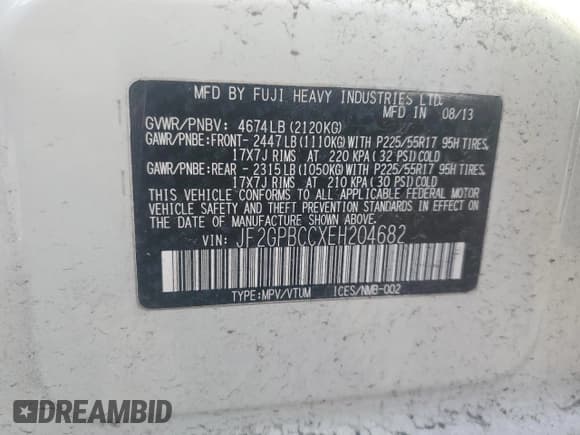 MFD BY FUJI HEAVY INDUSTRIES LTD.
MFD IN 08/13
GVWR/PNBV: 4674LB(2120KG)
GAWR/PNBE:FRONT-2447LB(1110KG)WITH P225/55R17 95H TIRES,
17X7J RIMS AT 220 KPA(32 PSI)COLD
GAWR/PNBE:REAR -2315LB(1050KG)WITH P225/55R17 95H TIRES,
17X7J RIMS AT 210 KPA(30 PSI)COLD
THIS VEHICLE CONFORMS TO ALL APPLICABLE FEDERAL MOTOR
VEHICLE SAFETY AND THEFT PREVENTION STANDARDS IN EFFECT ON
THE DATE OF MANUFACTURE SHOWN ABOVE.
VIN: JF2GPBCCXEH204682
TYPE:MPV/VTUM ICES/NMB-002
DREAMBID